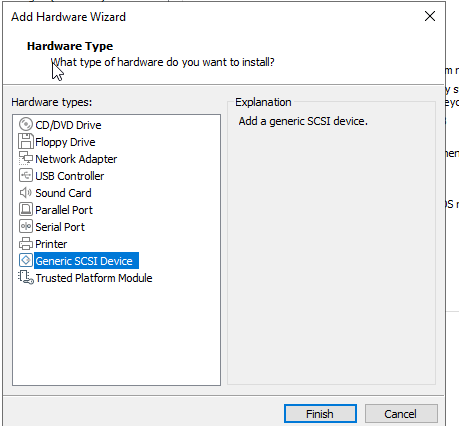 Add Hardware Wizard
Hardware Type
What type of hardware do you want to install?
Hardware types:
CD/DVD Drive
Floppy Drive
Network Adapter
USB Controller
Sound Card
Parallel Port
Serial Port
Printer
Generic SCSI Device
Trusted Platform Module
Explanation
Add a generic SCSI device.
Finish
Cancel